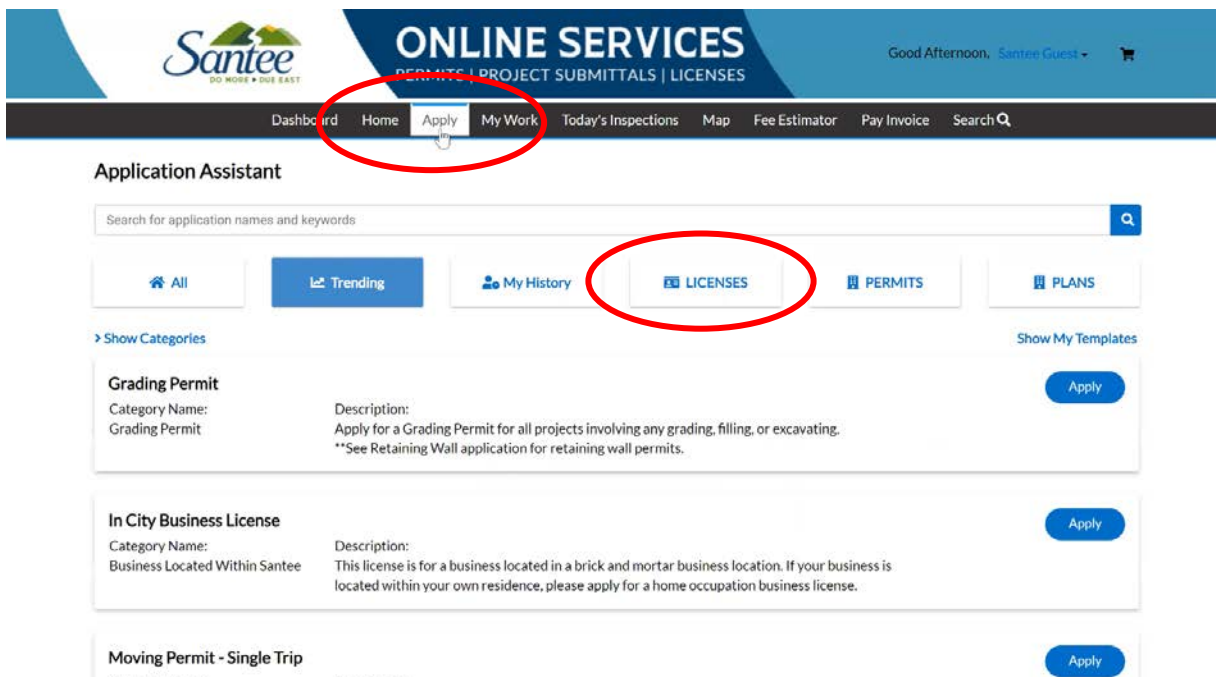 Santee
DO MORE • DUE EAST
ONLINE SERVICES
PERMITS | PROJECT SUBMITTALS | LICENSES
Good Afternoon, Santee Guest
Dashboard Home Apply My Work Today's Inspections Map Fee Estimator Pay Invoice Search
Application Assistant
Search for application names and keywords
All Trending My History LICENSES PERMITS PLANS
> Show Categories Show My Templates
Grading Permit Apply
Category Name: Description:
Grading Permit Apply for a Grading Permit for all projects involving any grading, filling, or excavating.
**See Retaining Wall application for retaining wall permits.
In City Business License Apply
Category Name: Description:
Business Located Within Santee This license is for a business located in a brick and mortar business location. If your business is
located within your own residence, please apply for a home occupation business license.
Moving Permit - Single Trip Apply